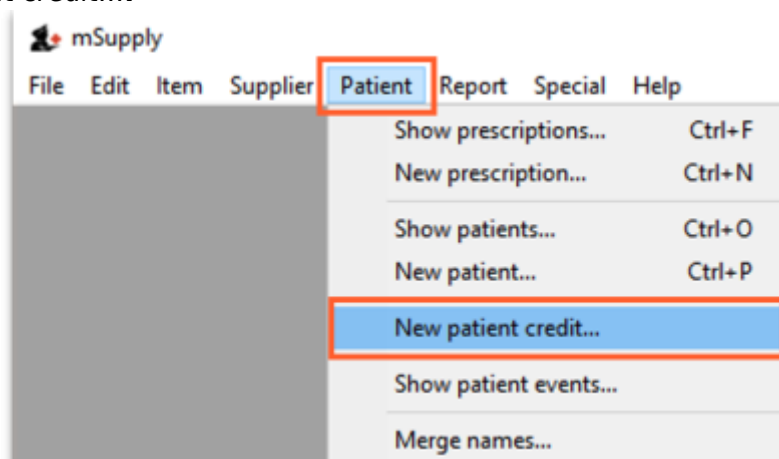 mSupply
File Edit Item Supplier Patient Report Special Help
Show prescriptions... Ctrl+F
New prescription... Ctrl+N
Show patients... Ctrl+O
New patient... Ctrl+P
New patient credit...
Show patient events...
Merge names...